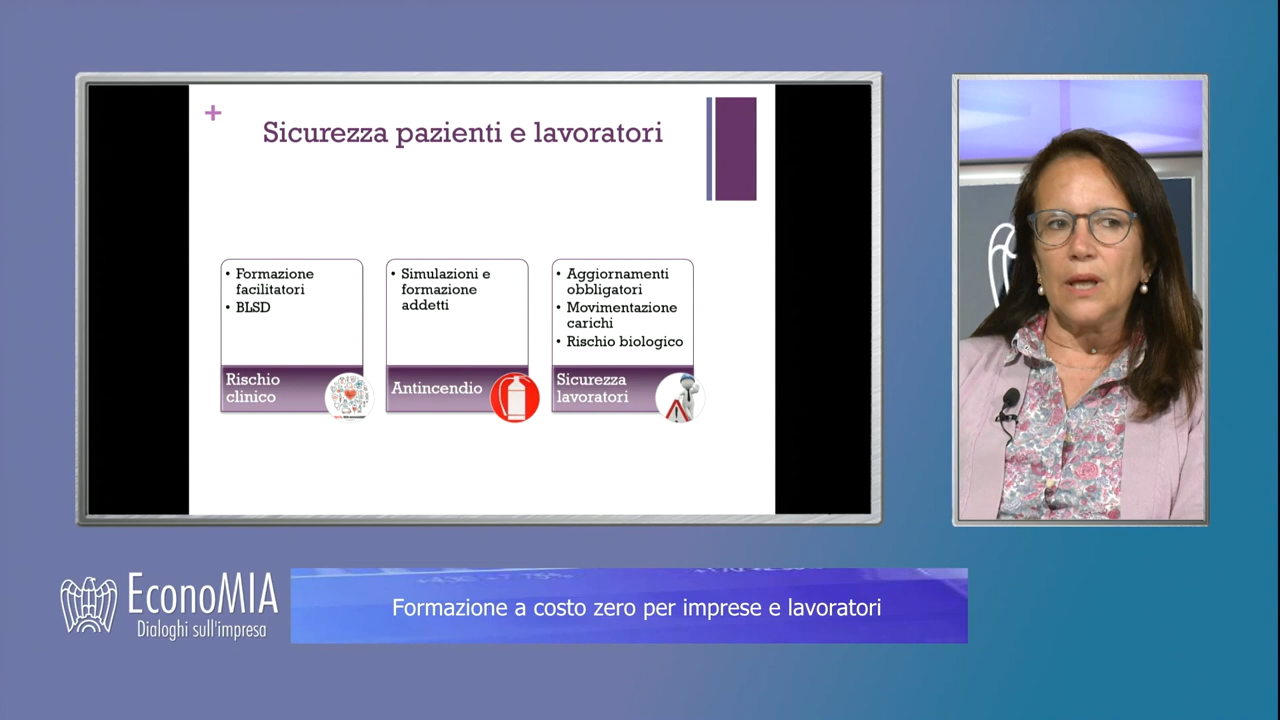 +
Sicurezza pazienti e lavoratori
• Formazione
facilitatori
• BLSD
Rischio
clinico
• Simulazioni e
formazione
addetti
Antincendio
• Aggiornamenti
obbligatori
• Movimentazione
carichi
• Rischio biologico
Sicurezza
lavoratori
EconoMIA
Dialoghi sull'impresa
Formazione a costo zero per imprese e lavoratori